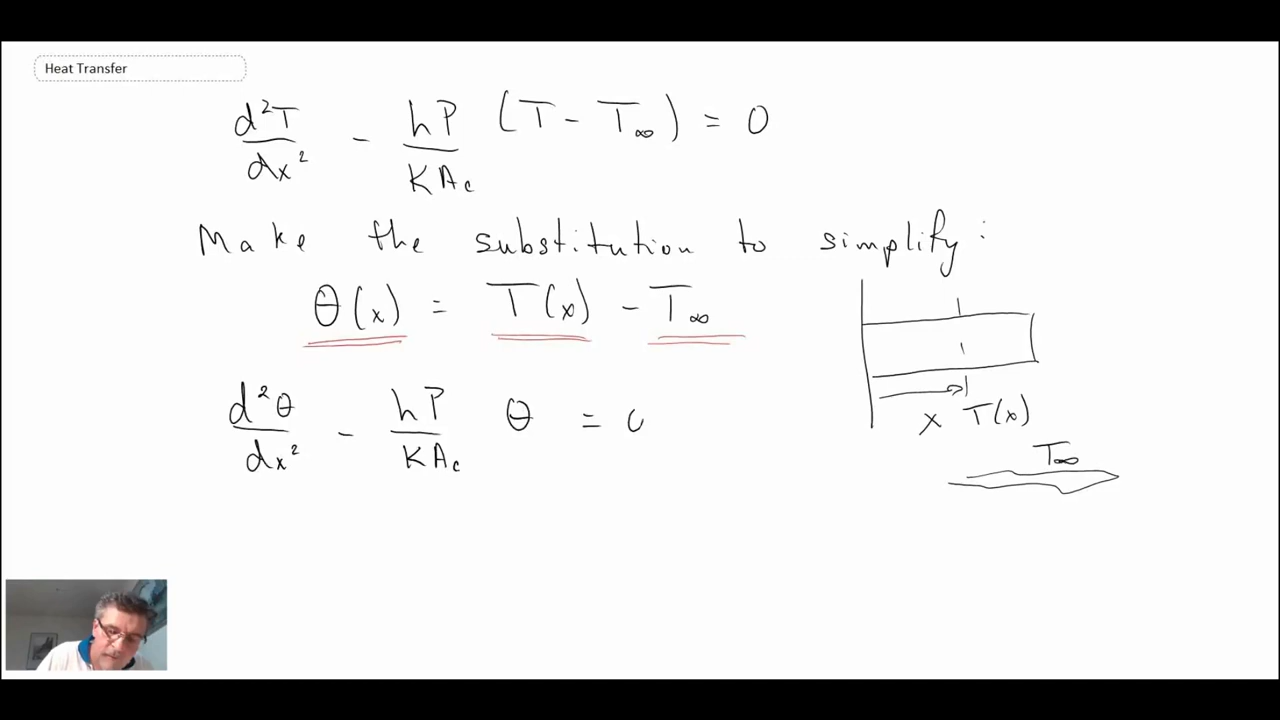 Heat Transfer
d²T/dx² - hP/KAc (T - T∞) = 0
Make the substitution to simplify:
θ(x) = T(x) - T∞
d²θ/dx² - hP/KAc θ = 0
x T(x)
T∞